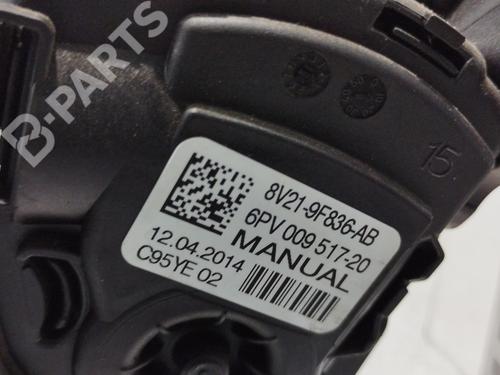 B-PARTS
15
8V21-9F836-AB
6PV 009 517-20
MANUAL
12.04.2014
C95YE 02